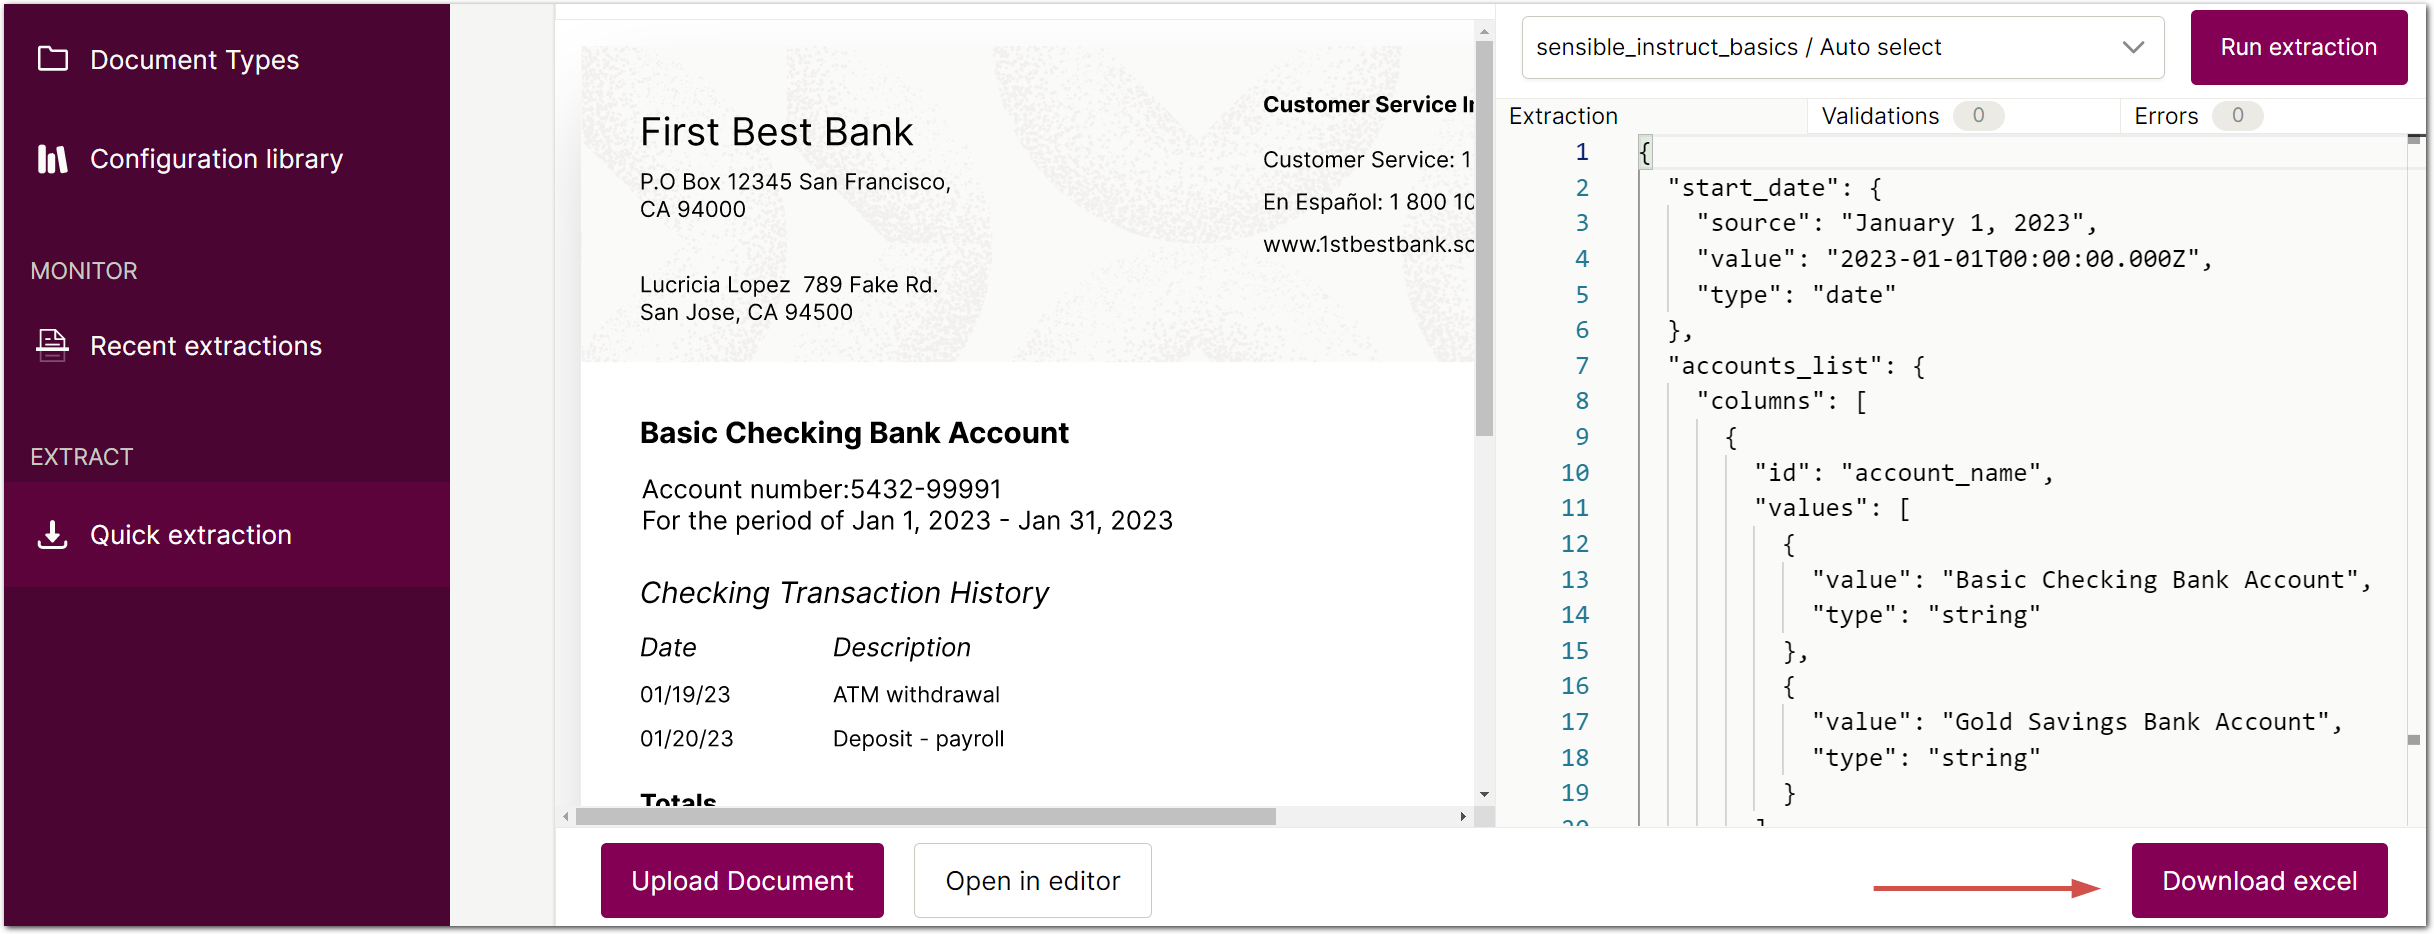 Document Types
Configuration library
MONITOR
Recent extractions
EXTRACT
Quick extraction
First Best Bank
P.O Box 12345 San Francisco,
CA 94000
Lucricia Lopez 789 Fake Rd.
San Jose, CA 94500
Customer Service
Customer Service: 1
En Español: 1 800 10
www.1stbestbank.sc
Basic Checking Bank Account
Account number:5432-99991
For the period of Jan 1, 2023 - Jan 31, 2023
Checking Transaction History
Date Description
01/19/23 ATM withdrawal
01/20/23 Deposit - payroll
Totals
Upload Document
Open in editor
sensible_instruct_basics / Auto select
Run extraction
Extraction
Validations 0
Errors 0
1 {
2 "start_date": {
3 "source": "January 1, 2023",
4 "value": "2023-01-01T00:00:00.000Z",
5 "type": "date"
6 },
7 "accounts_list": {
8 "columns": [
9 {
10 "id": "account_name",
11 "values": [
12 {
13 "value": "Basic Checking Bank Account",
14 "type": "string"
15 },
16 {
17 "value": "Gold Savings Bank Account",
18 "type": "string"
19 }
20 ]
Download excel